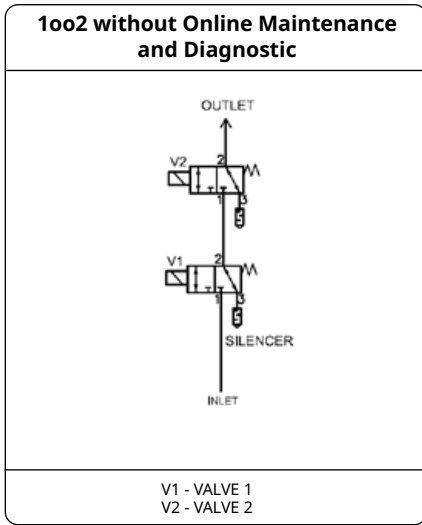 1oo2 without Online Maintenance
and Diagnostic
OUTLET
V2
2
1
3
V1
2
1
3
SILENCER
INLET
V1 - VALVE 1
V2 - VALVE 2